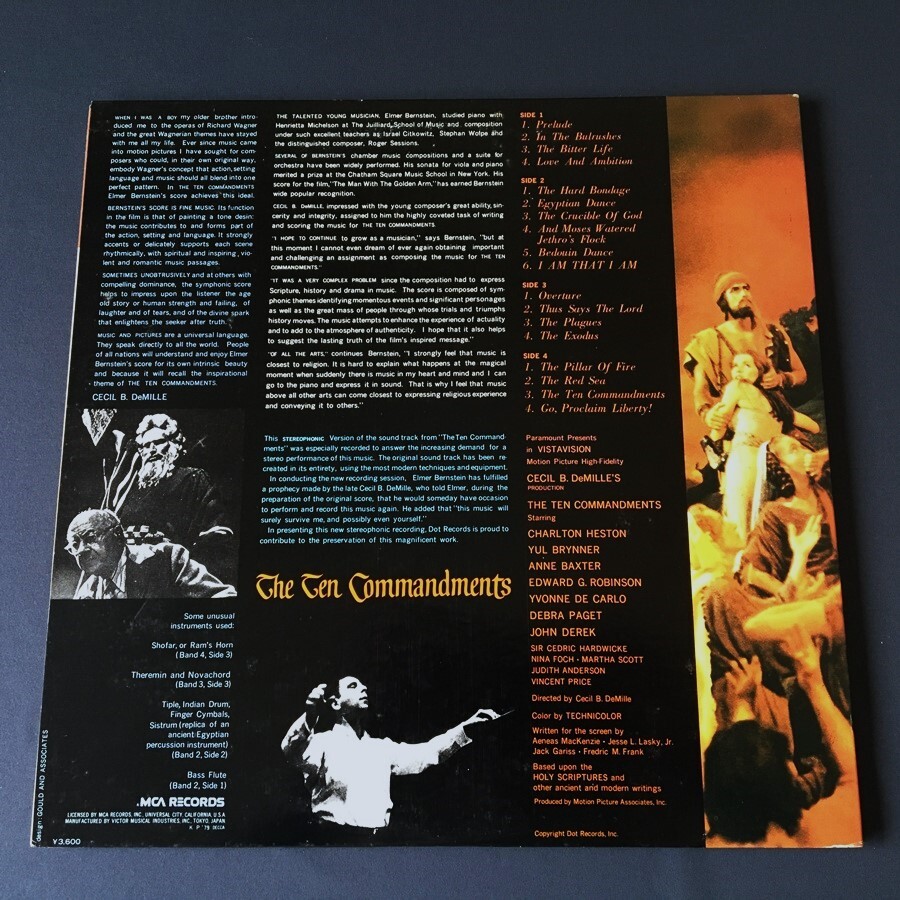 WHEN I WAS A BOY my older brother intro-
duced me to the operas of Richard Wagner
and the great Wagnerian themes have stayed
with me all my life. Ever since music came
into motion pictures I have sought for com-
posers who could, in their own original way,
embody Wagner's concept that action, setting
language and music should all blend into one
perfect pattern. In THE TEN COMMANDMENTS
Elmer Bernstein's score achieves this ideal.
BERNSTEIN'S SCORE IS FINE MUSIC. Its function
in the film is that of painting a tone desin:
the music contributes to and forms part of
the action, setting and language. It strongly
accents or delicately supports each scene
rhythmically, with spiritual and inspiring, vio-
lent and romantic music passages.
SOMETIMES UNOBTRUSIVELY and at others with
compelling dominance, the symphonic score
helps to impress upon the listener the age
old story or human strength and failing, of
laughter and of tears, and of the divine spark
that enlightens the seeker after truth.
MUSIC AND PICTURES are a universal language.
They speak directly to all the world. People
of all nations will understand and enjoy Elmer
Bernstein's score for its own intrinsic beauty
and because it will recall the inspirational
theme of THE TEN COMMANDMENTS.
CECIL B. DeMILLE
Some unusual
instruments used:
Shofar, or Ram's Horn
(Band 4, Side 3)
Theremin and Novachord
(Band 3, Side 3)
Tiple, Indian Drum,
Finger Cymbals,
Sistrum (replica of an
ancient Egyptian
percussion instrument)
(Band 2, Side 2)
Bass Flute
(Band 2, Side 1)
MCA RECORDS
LICENSED BY MCA RECORDS, INC., UNIVERSAL CITY, CALIFORNIA, U.S.A.
MANUFACTURED BY VICTOR MUSICAL INDUSTRIES, INC., TOKYO, JAPAN
K P '79 DECCA
design: GOULD AND ASSOCIATES
¥3.600
THE TALENTED YOUNG MUSICIAN, Elmer Bernstein, studied piano with
Henrietta Michelson at The Juilliard School of Music and composition
under such excellent teachers as Israel Citkowitz, Stephan Wolpe and
the distinguished composer, Roger Sessions.
SEVERAL OF BERNSTEIN'S chamber music compositions and a suite for
orchestra have been widely performed. His sonata for viola and piano
merited a prize at the Chatham Square Music School in New York. His
score for the film, "The Man With The Golden Arm," has earned Bernstein
wide popular recognition.
CECIL B. DeMILLE, impressed with the young composer's great ability, sin-
cerity and integrity, assigned to him the highly coveted task of writing
and scoring the music for THE TEN COMMANDMENTS.
"I HOPE TO CONTINUE to grow as a musician," says Bernstein, "but at
this moment I cannot even dream of ever again obtaining important
and challenging an assignment as composing the music for THE TEN
COMMANDMENTS."
"IT WAS A VERY COMPLEX PROBLEM since the composition had to express
Scripture, history and drama in music. The score is composed of sym-
phonic themes identifying momentous events and significant personages
as well as the great mass of people through whose trials and triumphs
history moves. The music attempts to enhance the experience of actuality
and to add to the atmosphere of authenticity. I hope that it also helps
to suggest the lasting truth of the film's inspired message."
"OF ALL THE ARTS," continues Bernstein, "I strongly feel that music is
closest to religion. It is hard to explain what happens at the magical
moment when suddenly there is music in my heart and mind and I can
go to the piano and express it in sound. That is why I feel that music
above all other arts can come closest to expressing religious experience
and conveying it to others."
This STEREOPHONIC Version of the sound track from "The Ten Command-
ments" was especially recorded to answer the increasing demand for a
stereo performance of this music. The original sound track has been re-
created in its entirety, using the most modern techniques and equipment.
In conducting the new recording session, Elmer Bernstein has fulfilled
a prophecy made by the late Cecil B. DeMille, who told Elmer, during the
preparation of the original score, that he would someday have occasion
to perform and record this music again. He added that "this music will
surely survive me, and possibly even yourself."
In presenting this new stereophonic recording, Dot Records is proud to
contribute to the preservation of this magnificent work.
The Ten Commandments
SIDE 1
1. Prelude
2. In The Bulrushes
3. The Bitter Life
4. Love And Ambition
SIDE 2
1. The Hard Bondage
2. Egyptian Dance
3. The Crucible Of God
4. And Moses Watered
Jethro's Flock
5. Bedouin Dance
6. I AM THAT I AM
SIDE 3
1. Overture
2. Thus Says The Lord
3. The Plagues
4. The Exodus
SIDE 4
1. The Pillar Of Fire
2. The Red Sea
3. The Ten Commandments
4. Go, Proclaim Liberty!
Paramount Presents
in VISTAVISION
Motion Picture High-Fidelity
CECIL B. DeMILLE'S
PRODUCTION
THE TEN COMMANDMENTS
Starring
CHARLTON HESTON
YUL BRYNNER
ANNE BAXTER
EDWARD G. ROBINSON
YVONNE DE CARLO
DEBRA PAGET
JOHN DEREK
SIR CEDRIC HARDWICKE
NINA FOCH • MARTHA SCOTT
JUDITH ANDERSON
VINCENT PRICE
Directed by Cecil B. DeMille
Color by TECHNICOLOR
Written for the screen by
Aeneas MacKenzie • Jesse L. Lasky, Jr.
Jack Gariss • Fredric M. Frank
Based upon the
HOLY SCRIPTURES and
other ancient and modern writings
Produced by Motion Picture Associates, Inc.
Copyright Dot Records, Inc.